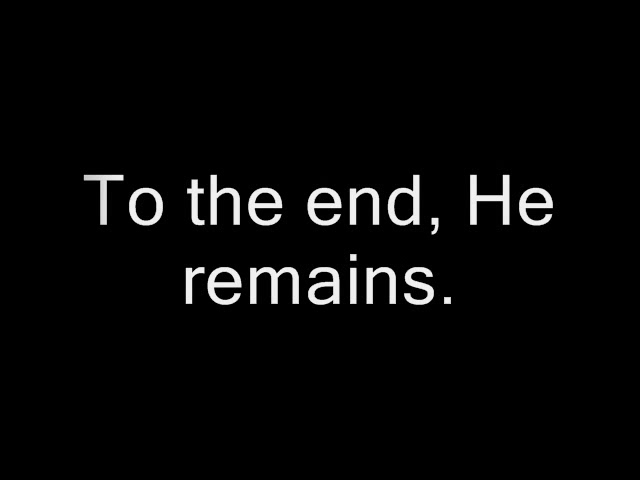 To the end, He
remains.